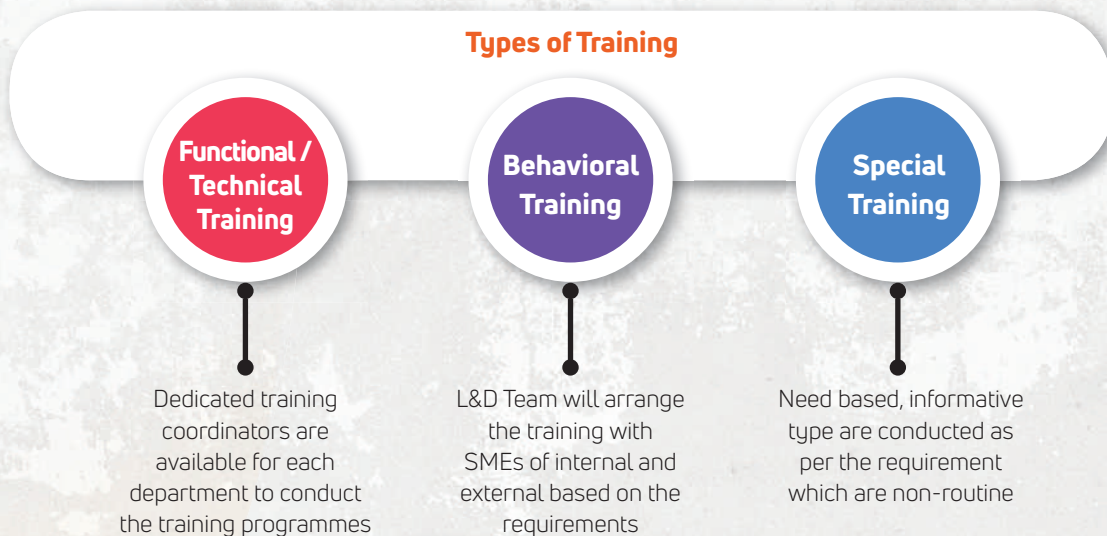 Types of Training
Functional /
Technical
Training
Behavioral
Training
Special
Training
Dedicated training
coordinators are
available for each
department to conduct
the training programmes
L&D Team will arrange
the training with
SMEs of internal and
external based on the
requirements
Need based, informative
type are conducted as
per the requirement
which are non-routine